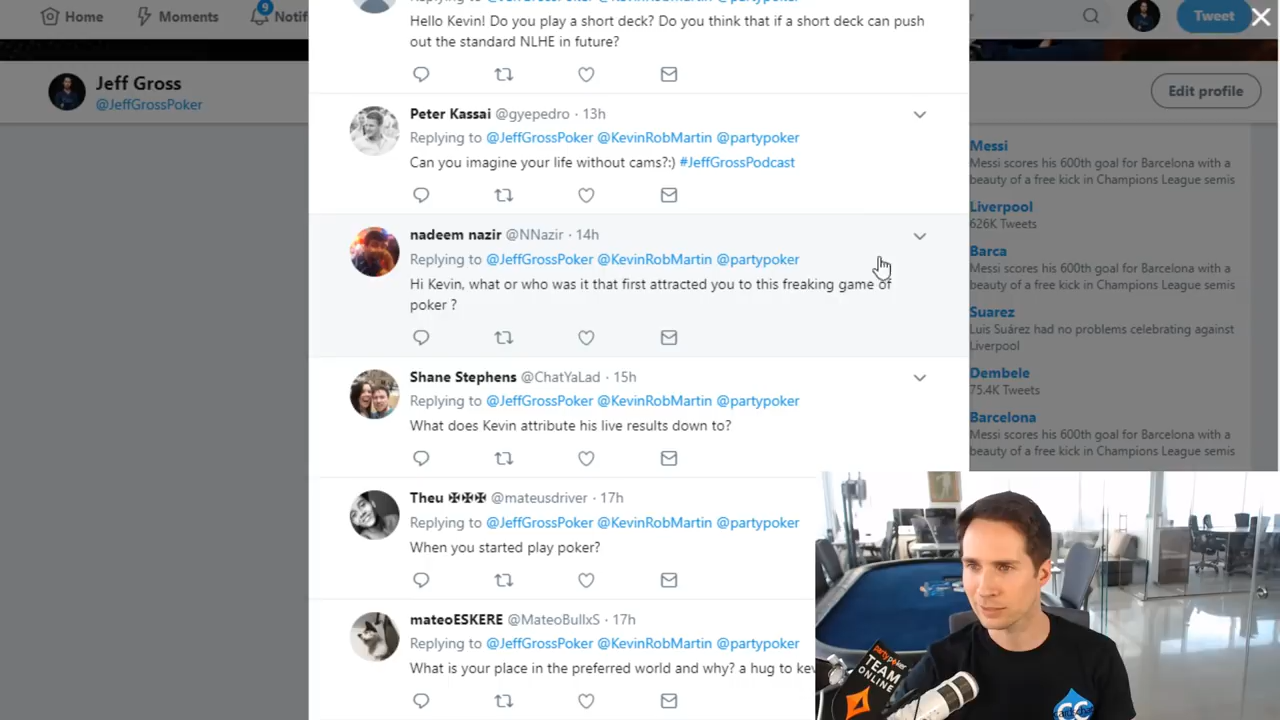 Home
Moments
9
Notif
Tweet
Jeff Gross
@JeffGrossPoker
Edit profile
Hello Kevin! Do you play a short deck? Do you think that if a short deck can push
out the standard NLHE in future?
Peter Kassai @gyepedro · 13h
Replying to @JeffGrossPoker @KevinRobMartin @partypoker
Can you imagine your life without cams?:) #JeffGrossPodcast
nadeem nazir @NNazir · 14h
Replying to @JeffGrossPoker @KevinRobMartin @partypoker
Hi Kevin, what or who was it that first attracted you to this freaking game of
poker ?
Shane Stephens @ChatYaLad · 15h
Replying to @JeffGrossPoker @KevinRobMartin @partypoker
What does Kevin attribute his live results down to?
Theu ✠✠✠ @mateusdriver · 17h
Replying to @JeffGrossPoker @KevinRobMartin @partypoker
When you started play poker?
mateoESKERE @MateoBullxS · 17h
Replying to @JeffGrossPoker @KevinRobMartin @partypoker
What is your place in the preferred world and why? a hug to kev
Messi
Messi scores his 600th goal for Barcelona with a
beauty of a free kick in Champions League semis
Liverpool
626K Tweets
Barca
Messi scores his 600th goal for Barcelona with a
beauty of a free kick in Champions League semis
Suarez
Luis Suárez had no problems celebrating against
Liverpool
Dembele
75.4K Tweets
Barcelona
Messi scores his 600th goal for Barcelona with a
beauty of a free kick in Champions League semis
partypoker
TEAM
ONLINE